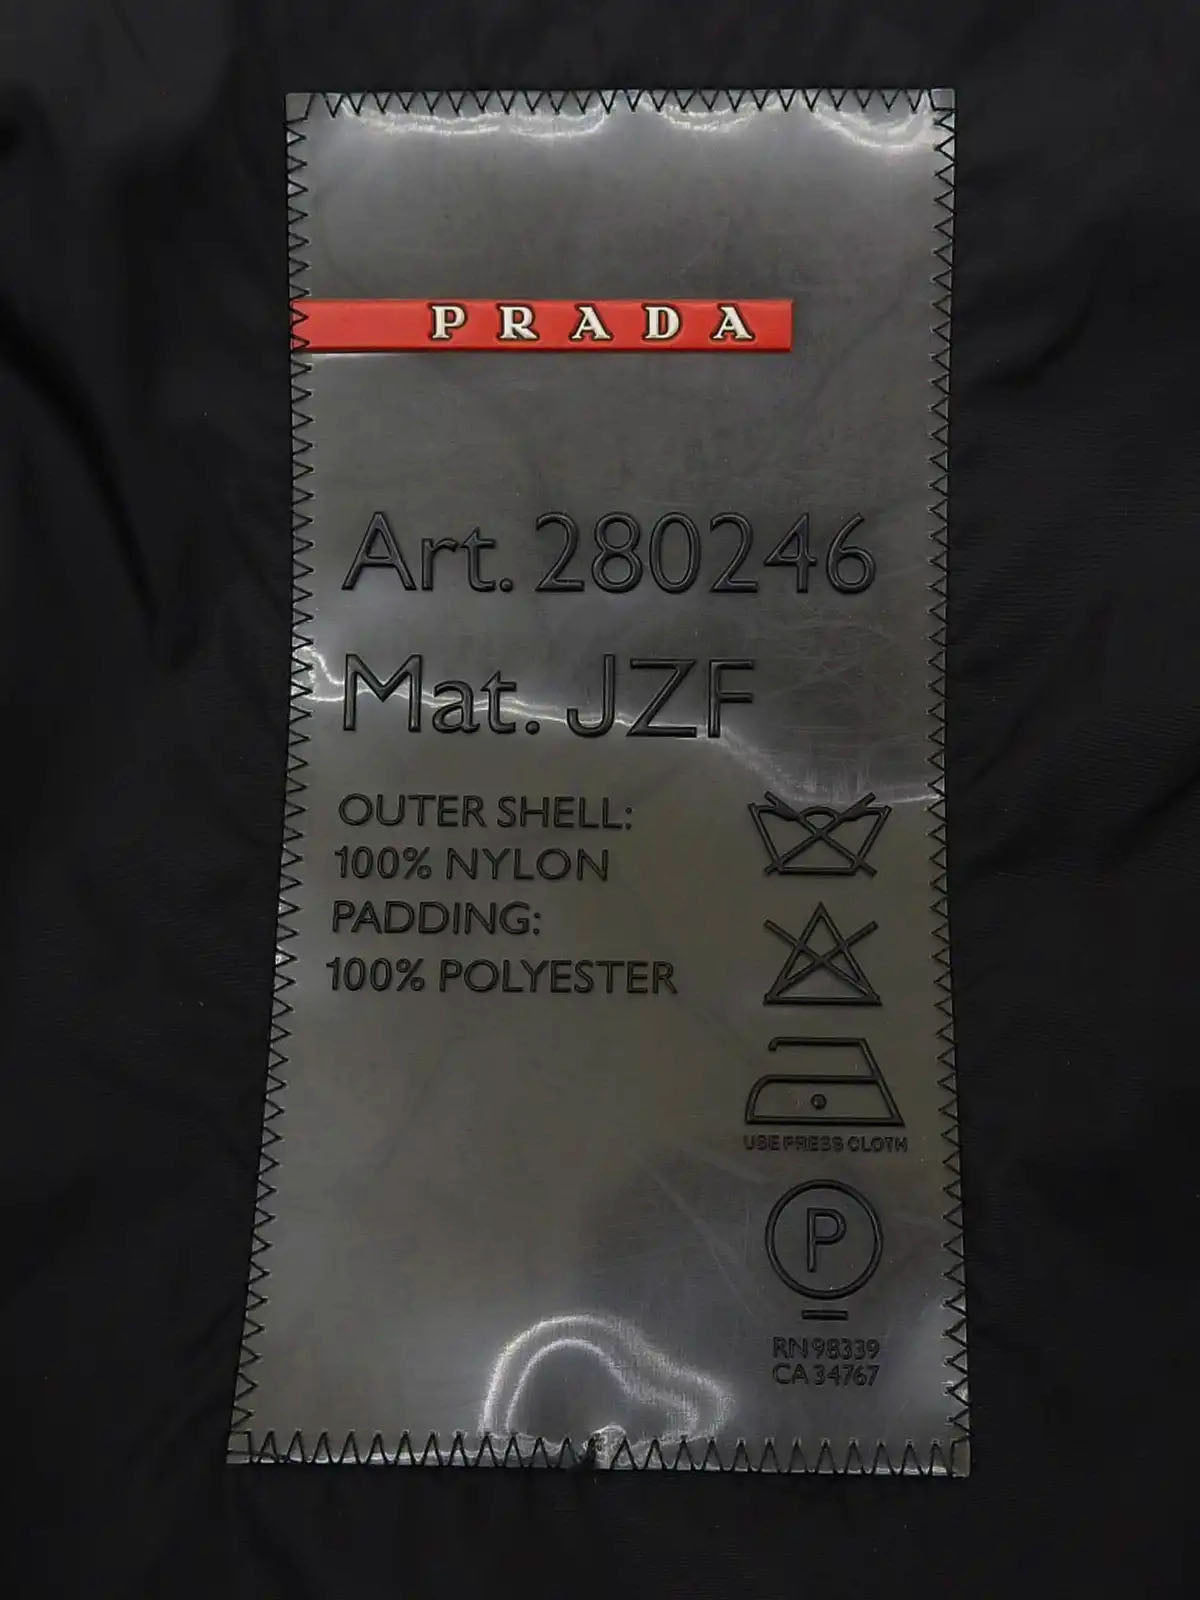 PRADA
Art. 280246
Mat. JZF
OUTER SHELL:
100% NYLON
PADDING:
100% POLYESTER
USE PRESS CLOTH
P
RN 98339
CA 34767